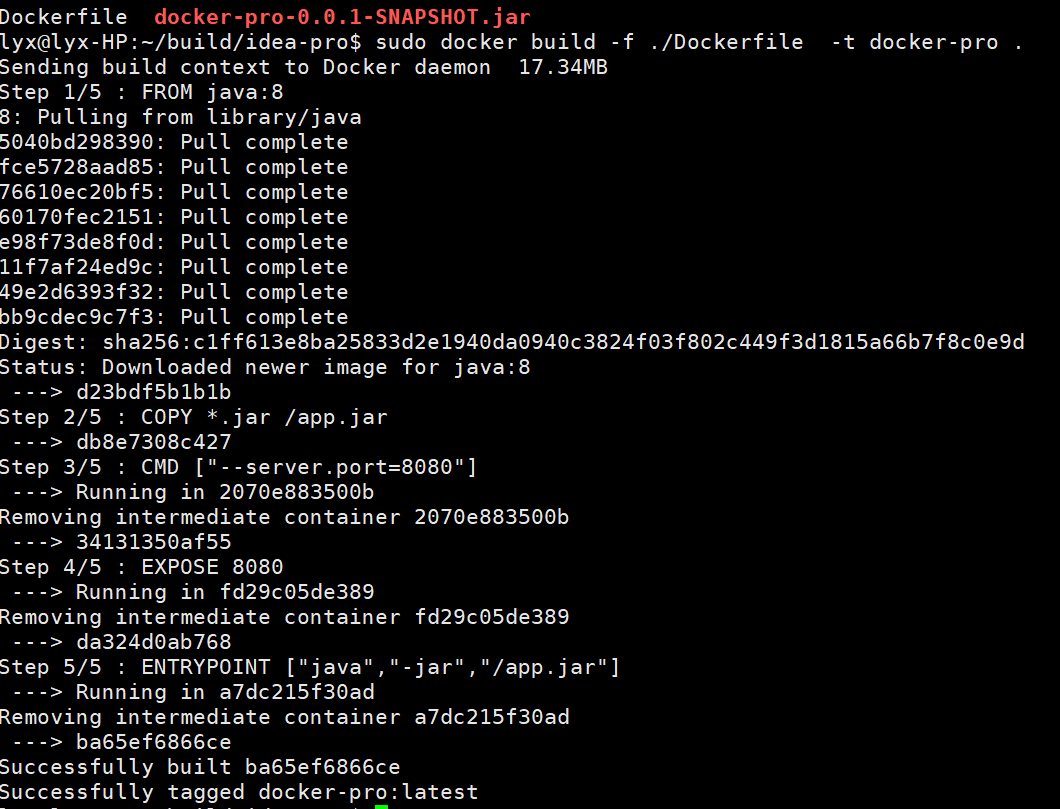 Dockerfile  docker-pro-0.0.1-SNAPSHOT.jar
lyx@lyx-HP:~/build/idea-pro$ sudo docker build -f ./Dockerfile  -t docker-pro .
Sending build context to Docker daemon  17.34MB
Step 1/5 : FROM java:8
8: Pulling from library/java
5040bd298390: Pull complete
fce5728aad85: Pull complete
76610ec20bf5: Pull complete
60170fec2151: Pull complete
e98f73de8f0d: Pull complete
11f7af24ed9c: Pull complete
49e2d6393f32: Pull complete
bb9cdec9c7f3: Pull complete
Digest: sha256:c1ff613e8ba25833d2e1940da0940c3824f03f802c449f3d1815a66b7f8c0e9d
Status: Downloaded newer image for java:8
 ---> d23bdf5b1b1b
Step 2/5 : COPY *.jar /app.jar
 ---> db8e7308c427
Step 3/5 : CMD ["--server.port=8080"]
 ---> Running in 2070e883500b
Removing intermediate container 2070e883500b
 ---> 34131350af55
Step 4/5 : EXPOSE 8080
 ---> Running in fd29c05de389
Removing intermediate container fd29c05de389
 ---> da324d0ab768
Step 5/5 : ENTRYPOINT ["java","-jar","/app.jar"]
 ---> Running in a7dc215f30ad
Removing intermediate container a7dc215f30ad
 ---> ba65ef6866ce
Successfully built ba65ef6866ce
Successfully tagged docker-pro:latest